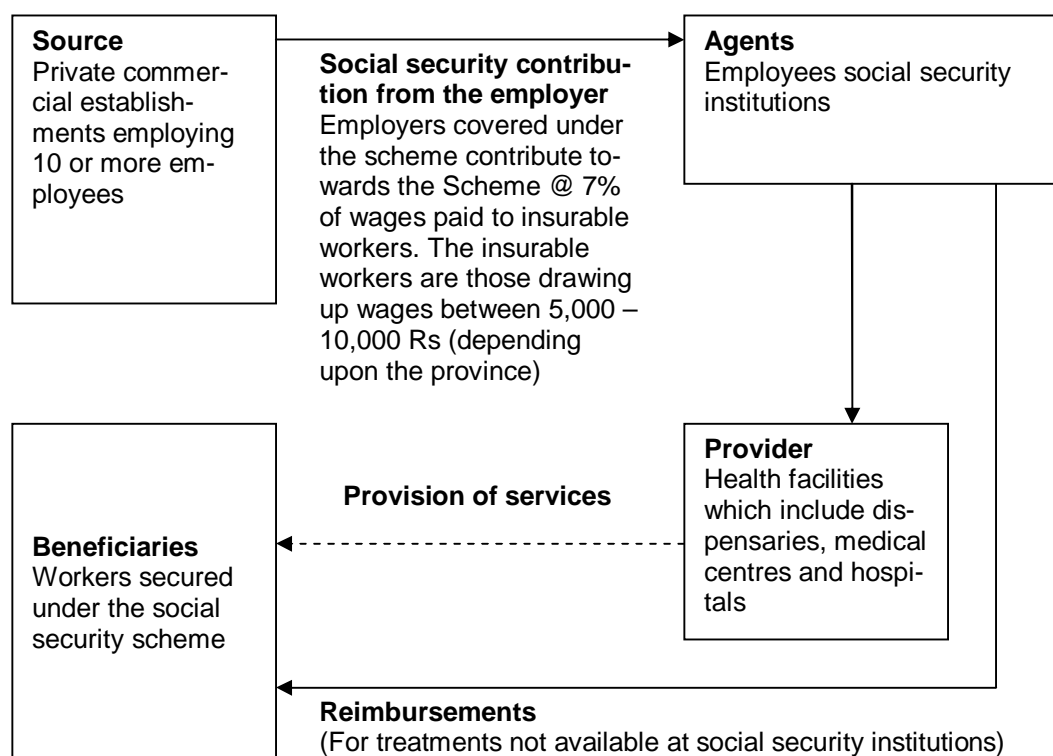 Source
Private commer-
cial establish-
ments employing
10 or more em-
ployees
Social security contribu-
tion from the employer
Employers covered under
the scheme contribute to-
wards the Scheme @ 7%
of wages paid to insurable
workers. The insurable
workers are those drawing
up wages between 5,000 –
10,000 Rs (depending
upon the province)
Agents
Employees social security
institutions
Provider
Health facilities
which include dis-
pensaries, medical
centres and hospi-
tals
Provision of services
Beneficiaries
Workers secured
under the social
security scheme
Reimbursements
(For treatments not available at social security institutions)